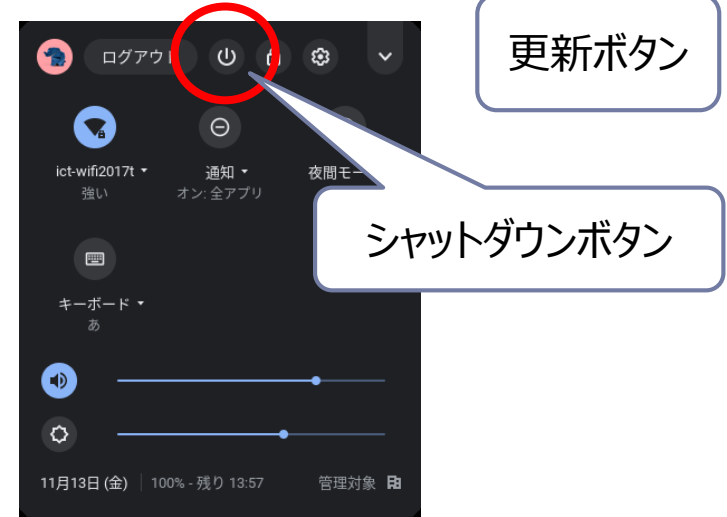 更新ボタン
ログアウト
ict-wifi2017t
強い
通知
オン: 全アプリ
夜間モー
シャットダウンボタン
キーボード
あ
11月13日 (金)
100% - 残り 13:57
管理対象